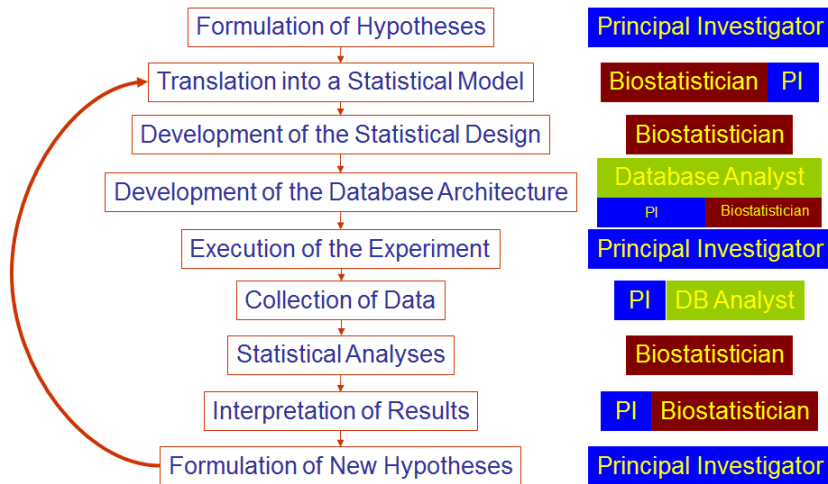 Formulation of Hypotheses
Principal Investigator
Translation into a Statistical Model
Biostatistician PI
Development of the Statistical Design
Biostatistician
Development of the Database Architecture
Database Analyst
PI Biostatistician
Execution of the Experiment
Principal Investigator
Collection of Data
PI DB Analyst
Statistical Analyses
Biostatistician
Interpretation of Results
PI Biostatistician
Formulation of New Hypotheses
Principal Investigator